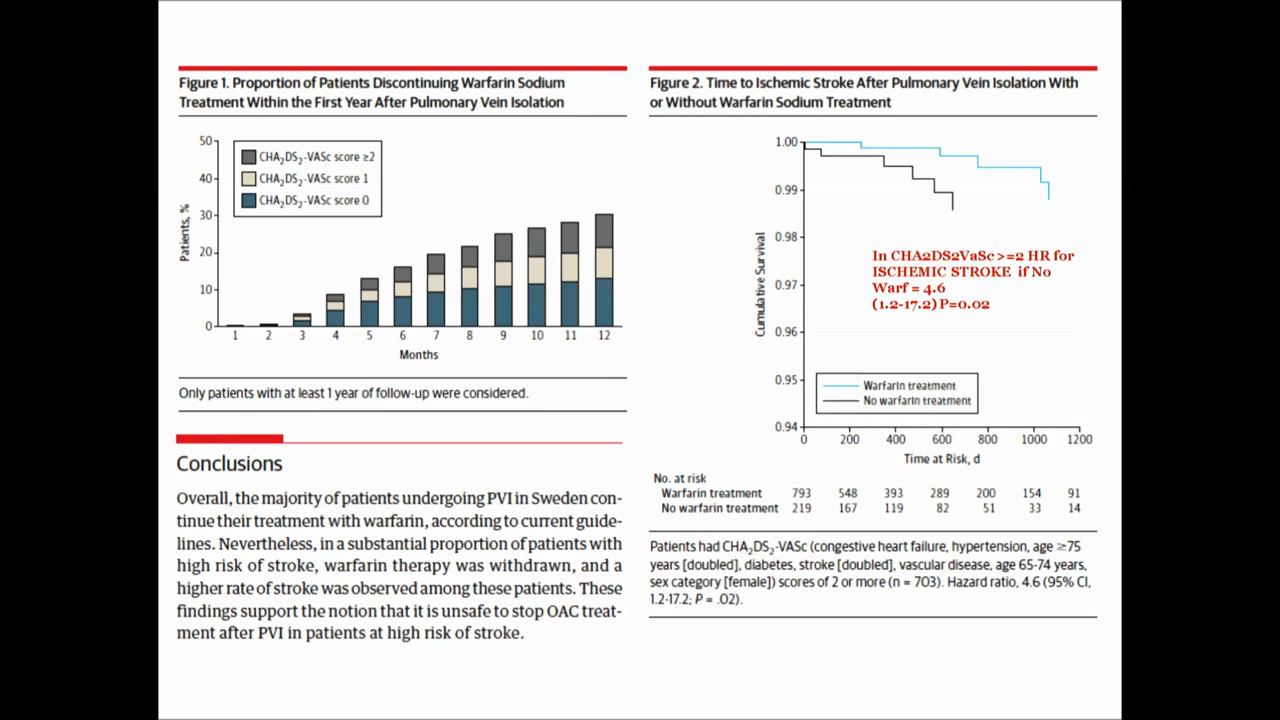 Figure 1. Proportion of Patients Discontinuing Warfarin Sodium
Treatment Within the First Year After Pulmonary Vein Isolation
50
40
30
20
10
0
Patients, %
CHA2DS2-VASc score ≥2
CHA2DS2-VASc score 1
CHA2DS2-VASc score 0
1 2 3 4 5 6 7 8 9 10 11 12
Months
Only patients with at least 1 year of follow-up were considered.
Conclusions
Overall, the majority of patients undergoing PVI in Sweden con-
tinue their treatment with warfarin, according to current guide-
lines. Nevertheless, in a substantial proportion of patients with
high risk of stroke, warfarin therapy was withdrawn, and a
higher rate of stroke was observed among these patients. These
findings support the notion that it is unsafe to stop OAC treat-
ment after PVI in patients at high risk of stroke.
Figure 2. Time to Ischemic Stroke After Pulmonary Vein Isolation With
or Without Warfarin Sodium Treatment
1.00
0.99
0.98
0.97
0.96
0.95
0.94
Cumulative Survival
In CHA2DS2VaSc >=2 HR for
ISCHEMIC STROKE if No
Warf = 4.6
(1.2-17.2) P=0.02
Warfarin treatment
No warfarin treatment
0 200 400 600 800 1000 1200
Time at Risk, d
No. at risk
Warfarin treatment 793 548 393 289 200 154 91
No warfarin treatment 219 167 119 82 51 33 14
Patients had CHA2DS2-VASc (congestive heart failure, hypertension, age ≥75
years [doubled], diabetes, stroke [doubled], vascular disease, age 65-74 years,
sex category [female]) scores of 2 or more (n = 703). Hazard ratio, 4.6 (95% CI,
1.2-17.2; P = .02).